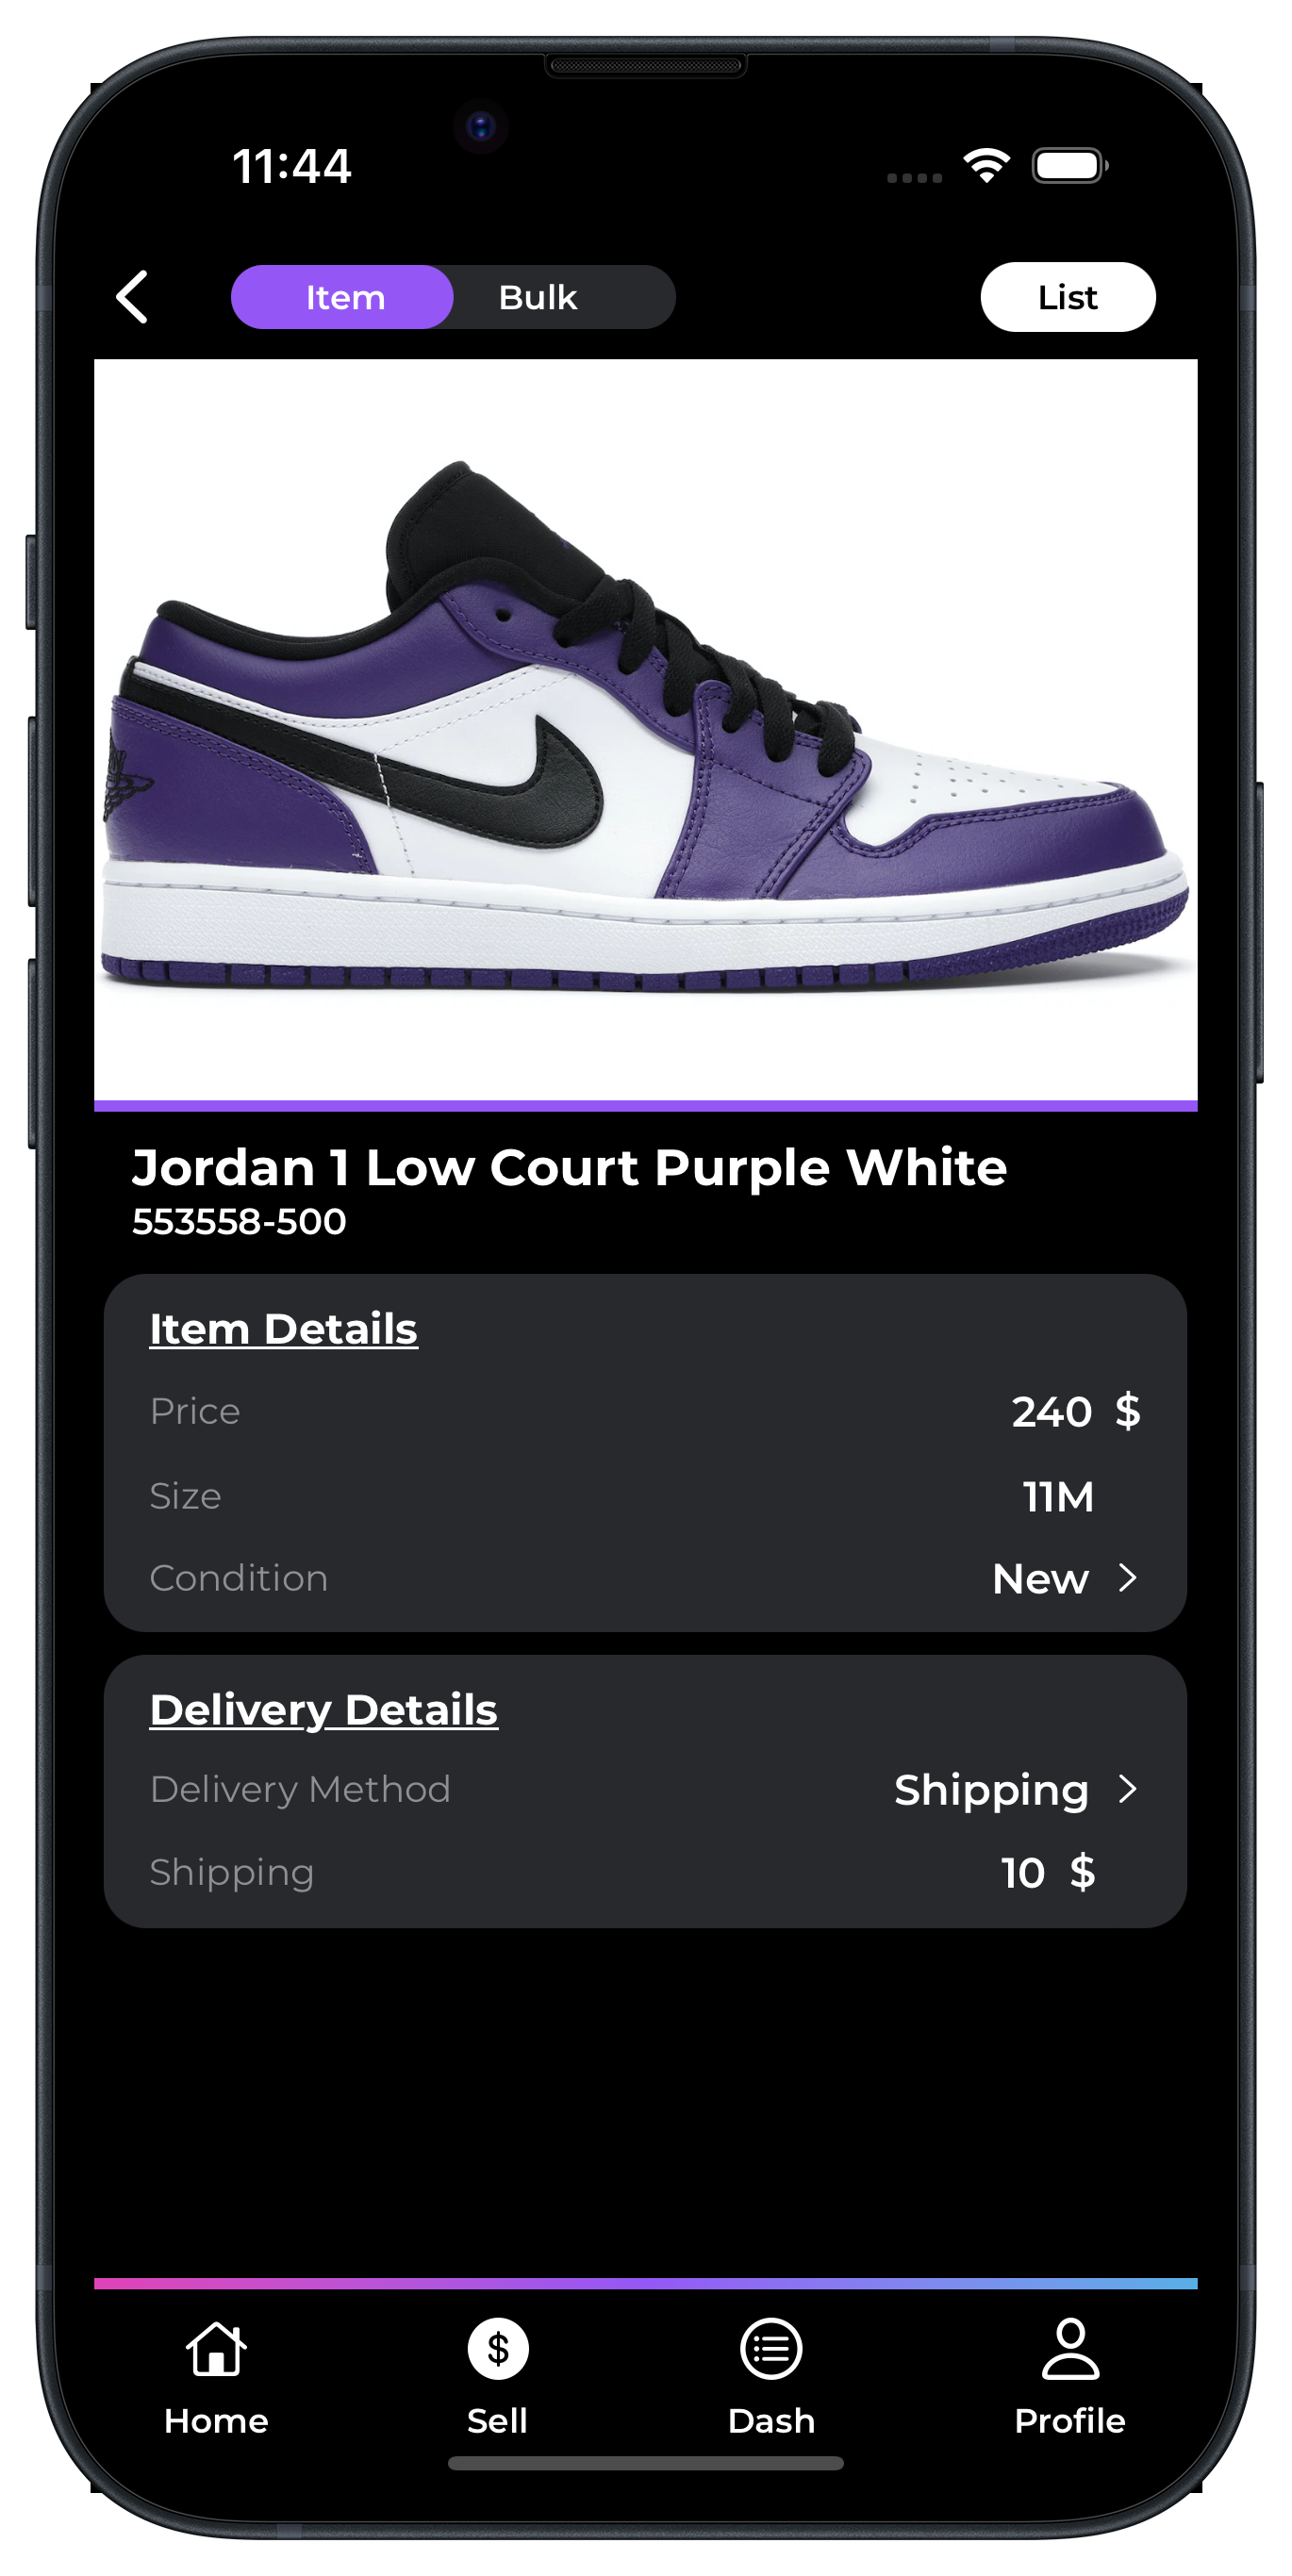 11:44
Item Bulk List
Jordan 1 Low Court Purple White
553558-500
Item Details
Price 240 $
Size 11M
Condition New
Delivery Details
Delivery Method Shipping
Shipping 10 $
$
Home Sell Dash Profile